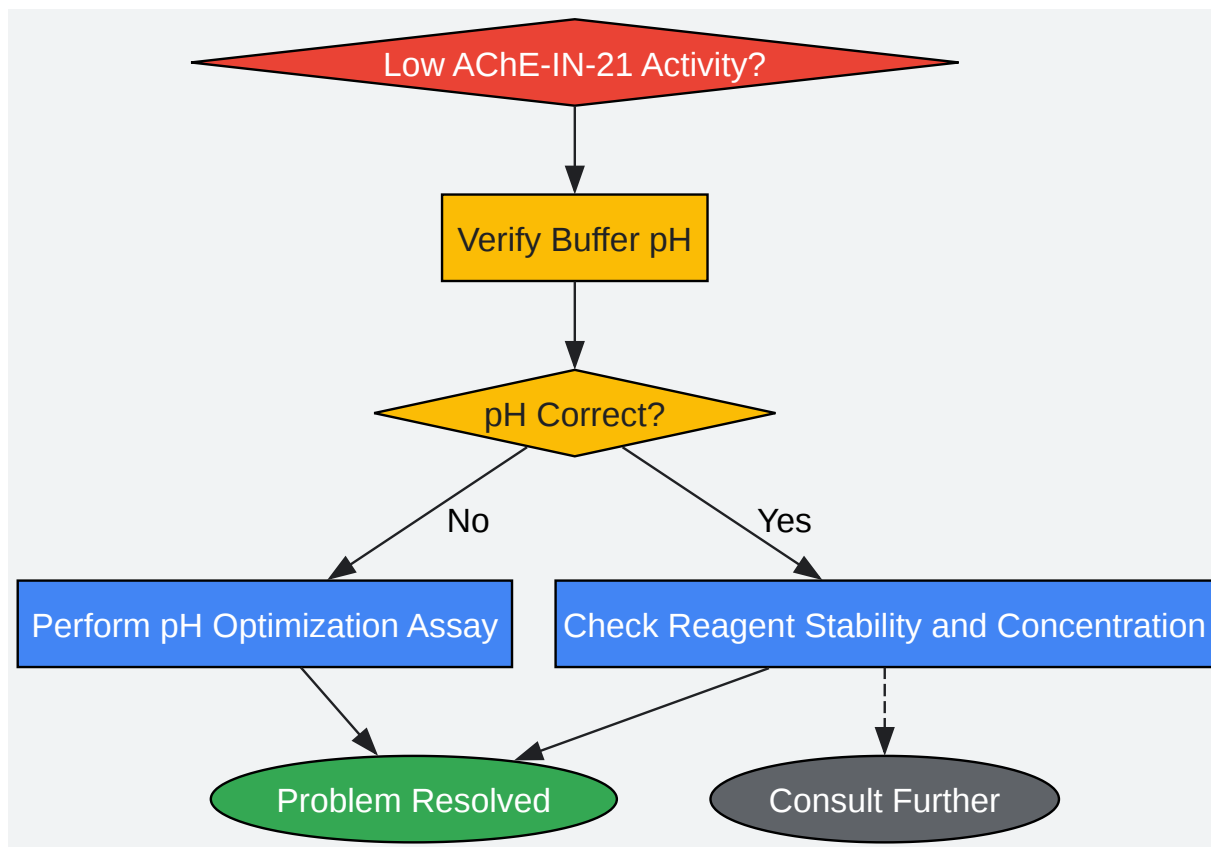 Low AChE-IN-21 Activity?
Verify Buffer pH
pH Correct?
No
Yes
Perform pH Optimization Assay
Check Reagent Stability and Concentration
Problem Resolved
Consult Further